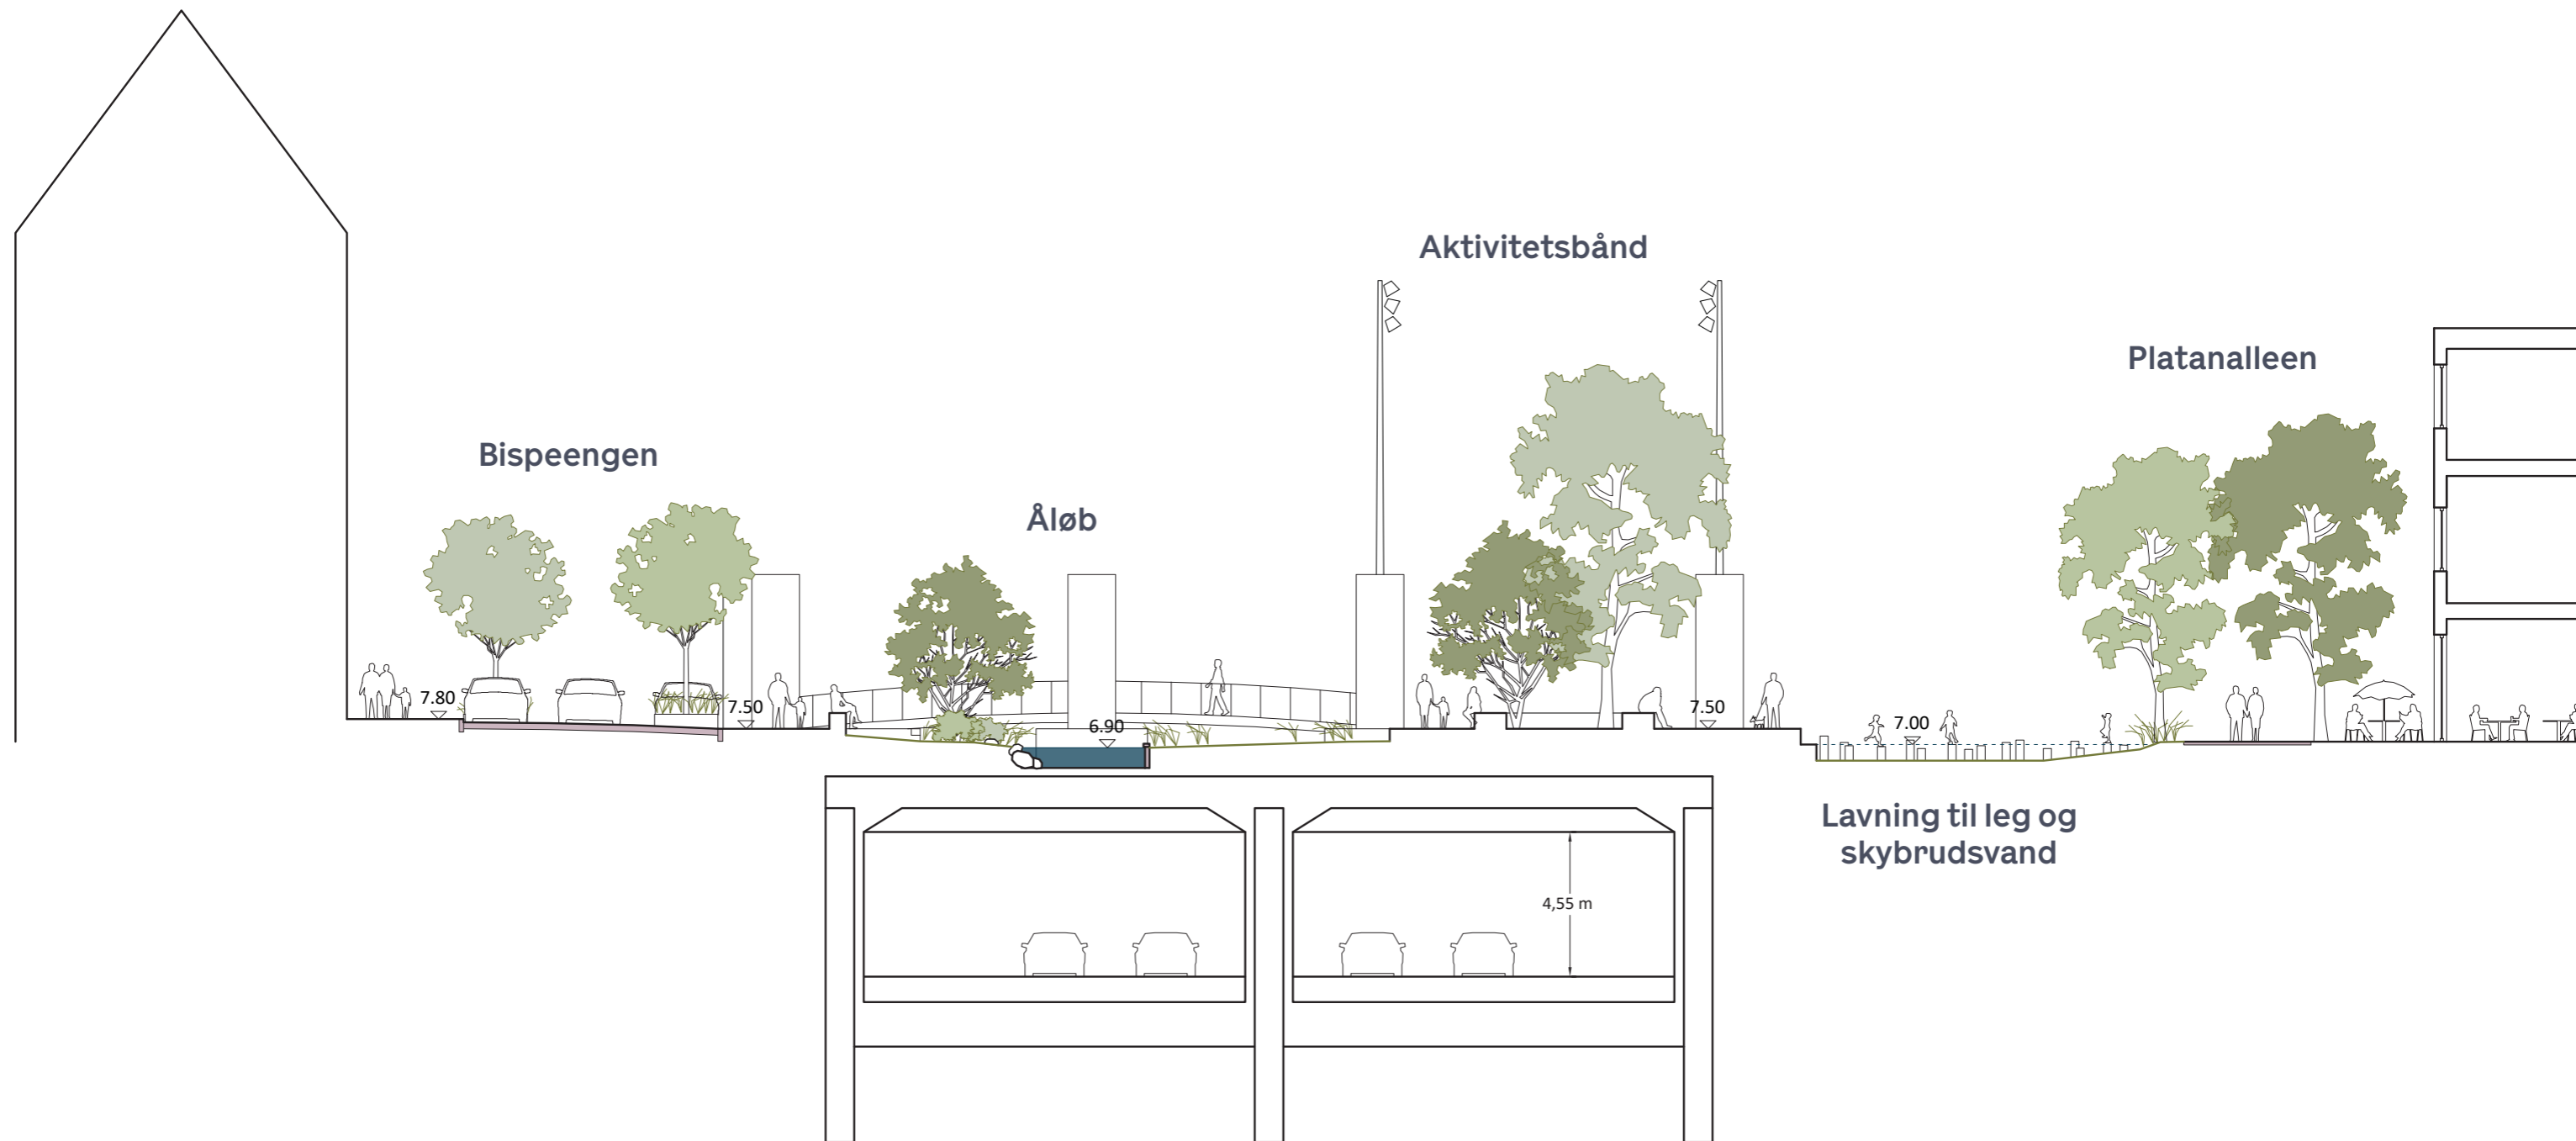 Aktivitetsbånd
Platanalleen
Bispeengen
Åløb
7.80
7.50
6.90
7.50
7.00
Lavning til leg og
skybrudsvand
4,55 m